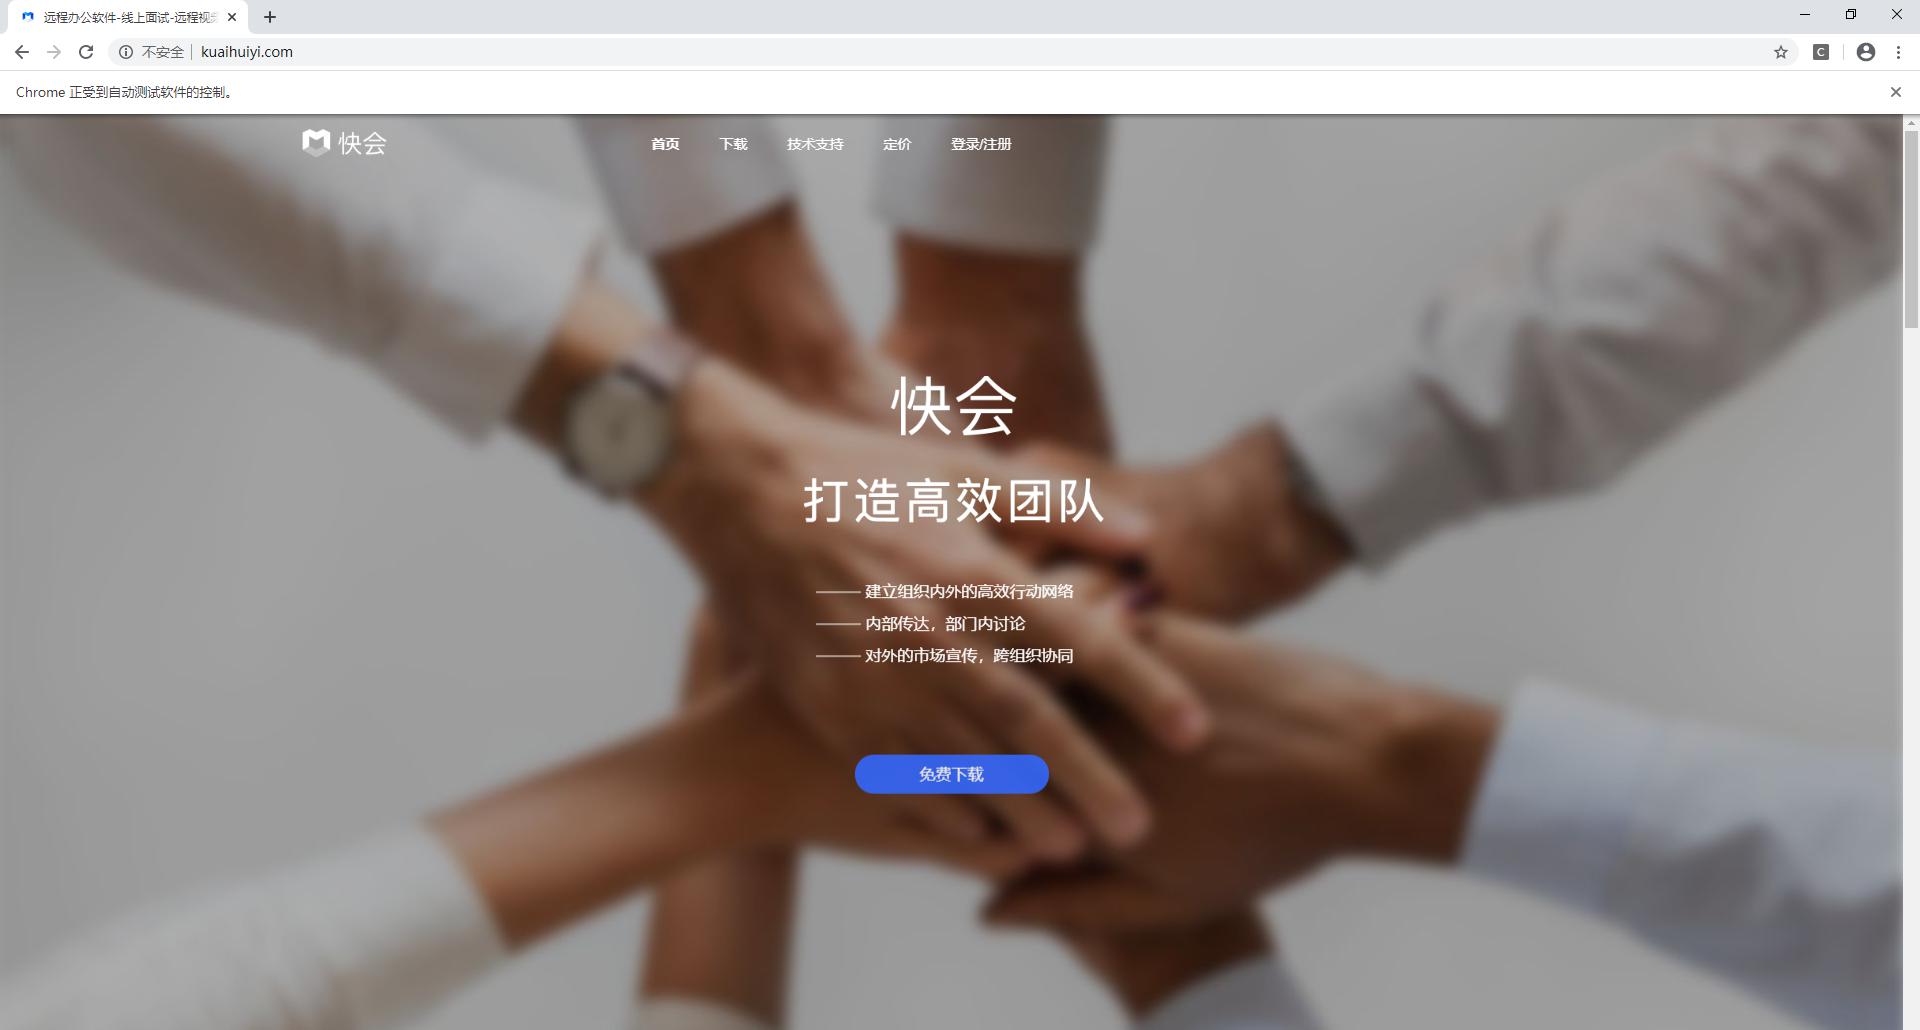 远程办公软件-线上面试-远程视
不安全 kuaihuiyi.com
Chrome 正受到自动测试软件的控制。
快会
首页 下载 技术支持 定价 登录/注册
快会
打造高效团队
建立组织内外的高效行动网络
内部传达，部门内讨论
对外的市场宣传，跨组织协同
免费下载